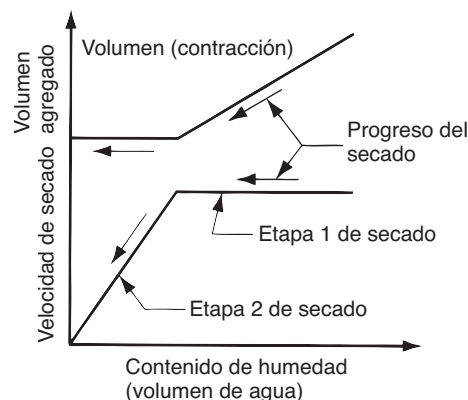 Volumen (contracción)
Volumen
agregado
Progreso del
secado
Velocidad de secado
Etapa 1 de secado
Etapa 2 de secado
Contenido de humedad
(volumen de agua)